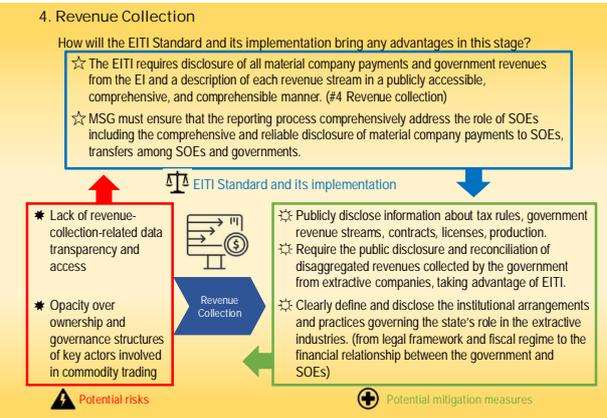 4. Revenue Collection
How will the EITI Standard and its implementation bring any advantages in this stage?
The EITI requires disclosure of all material company payments and government revenues
from the EI and a description of each revenue stream in a publicly accessible,
comprehensive, and comprehensible manner. (#4 Revenue collection)
MSG must ensure that the reporting process comprehensively address the role of SOEs
including the comprehensive and reliable disclosure of material company payments to SOEs,
transfers among SOEs and governments.
EITI Standard and its implementation
Lack of revenue-
collection-related data
transparency and
access
Opacity over
ownership and
governance structures
of key actors involved
in commodity trading
Potential risks
Revenue
Collection
Publicly disclose information about tax rules, government
revenue streams, contracts, licenses, production.
Require the public disclosure and reconciliation of
disaggregated revenues collected by the government
from extractive companies, taking advantage of EITI.
Clearly define and disclose the institutional arrangements
and practices governing the state's role in the extractive
industries. (from legal framework and fiscal regime to the
financial relationship between the government and
SOEs)
Potential mitigation measures